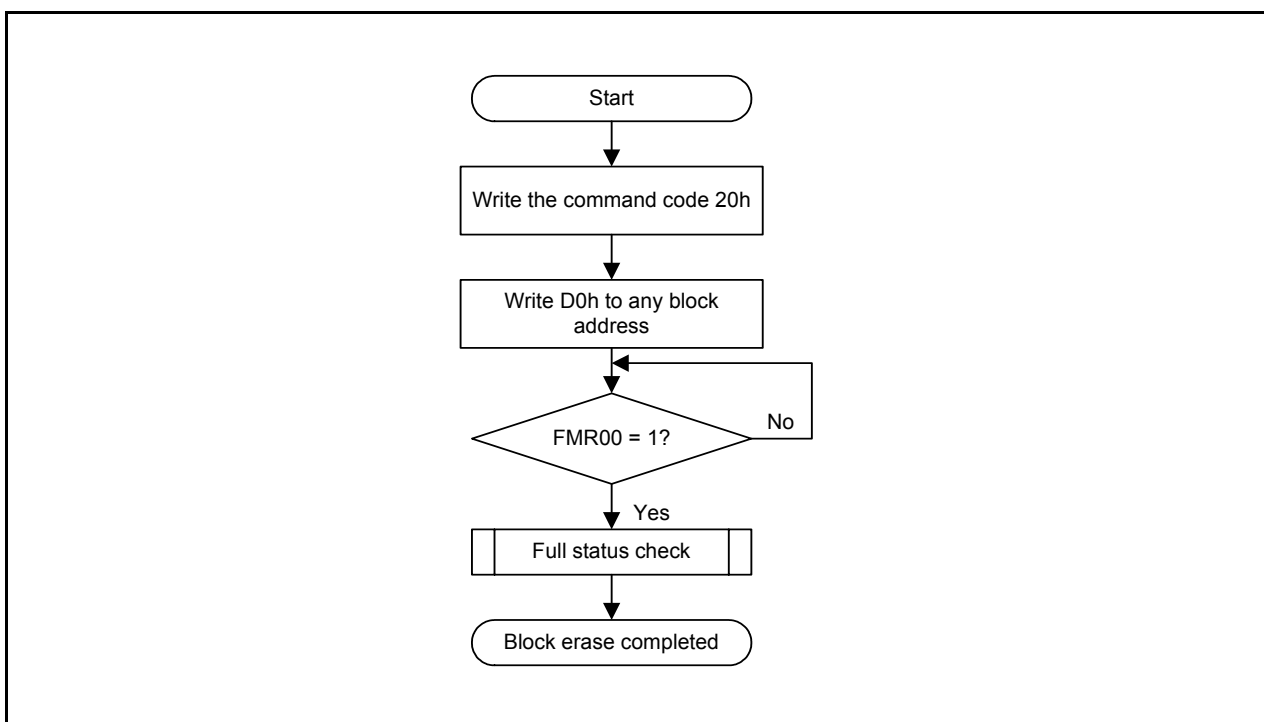 Start
Write the command code 20h
Write D0h to any block
address
FMR00 = 1?
No
Yes
Full status check
Block erase completed